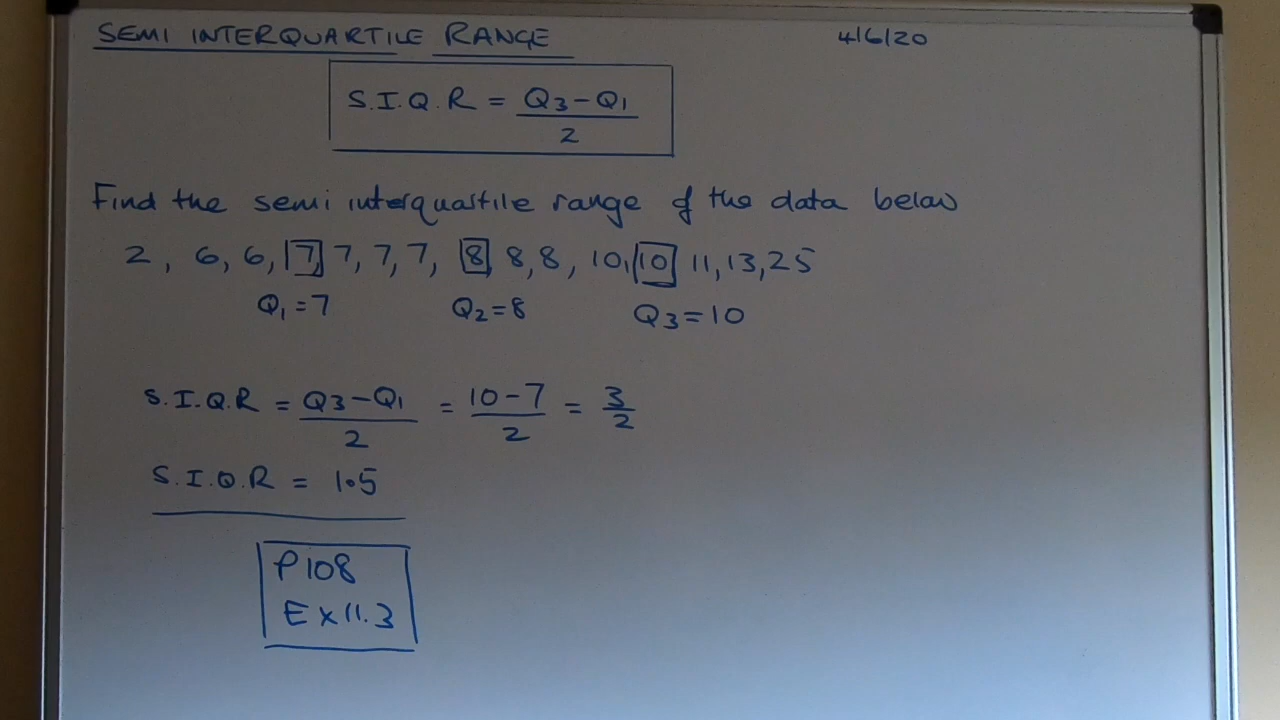 SEMI INTERQUARTILE RANGE 4/6/20
S.I.Q.R = Q3-Q1/2
Find the semi interquartile range of the data below
2, 6, 6, 7, 7, 7, 7, 8, 8, 8, 10, 10, 11, 13, 25
Q1=7 Q2=8 Q3=10
S.I.Q.R = Q3-Q1/2 = 10-7/2 = 3/2
S.I.Q.R = 1.5
P108
Ex 11.3